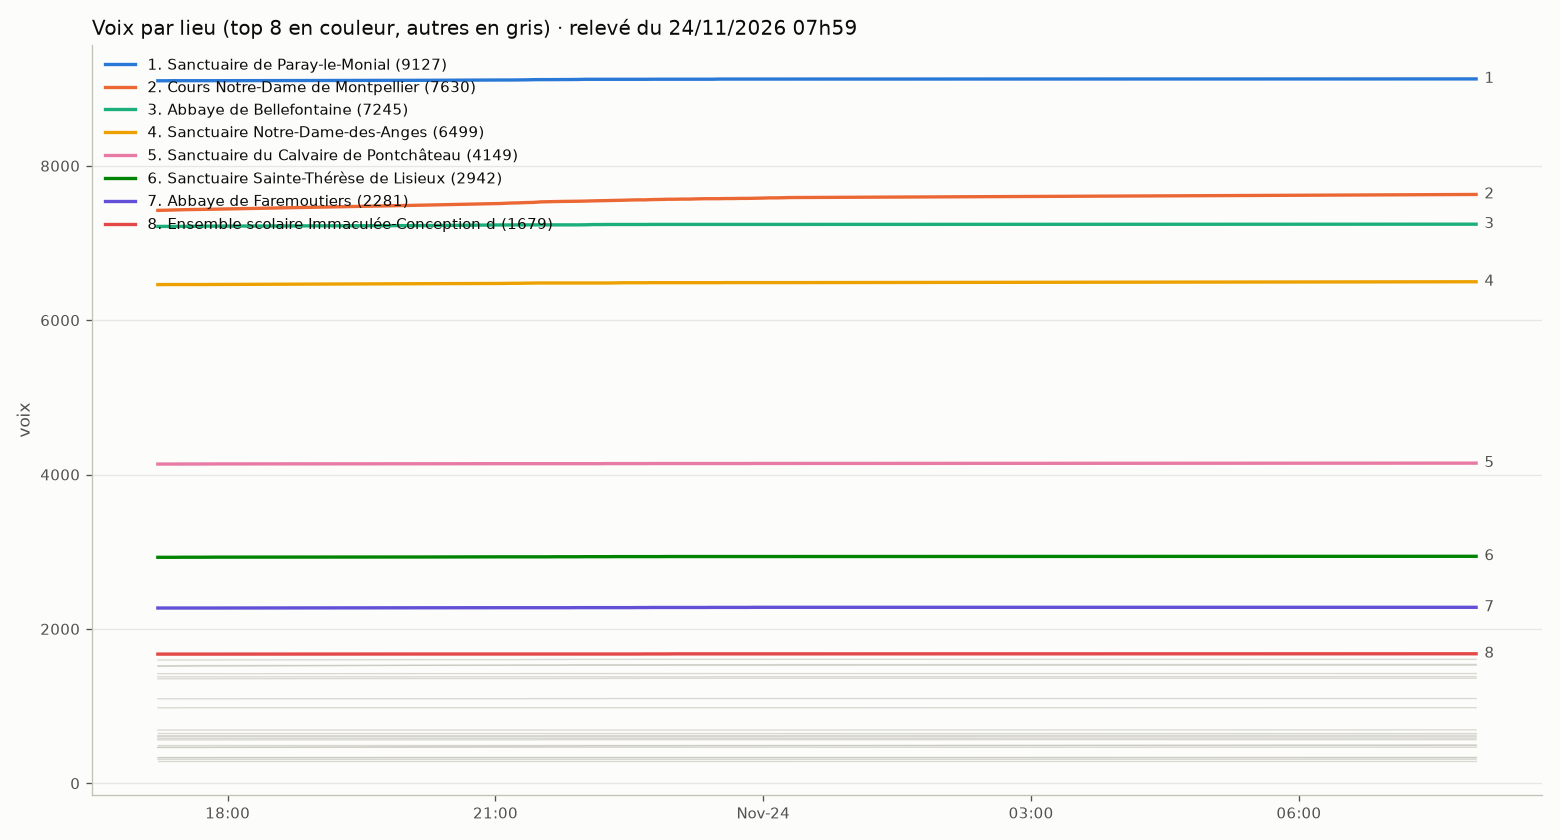 Voix par lieu (top 8 en couleur, autres en gris) · relevé du 24/11/2026 07h59
1. Sanctuaire de Paray-le-Monial (9127)
2. Cours Notre-Dame de Montpellier (7630)
3. Abbaye de Bellefontaine (7245)
4. Sanctuaire Notre-Dame-des-Anges (6499)
5. Sanctuaire du Calvaire de Pontchâteau (4149)
6. Sanctuaire Sainte-Thérèse de Lisieux (2942)
7. Abbaye de Faremoutiers (2281)
8. Ensemble scolaire Immaculée-Conception d (1679)
1
2
3
4
5
6
7
8
voix
8000
6000
4000
2000
0
18:00 21:00 Nov-24 03:00 06:00